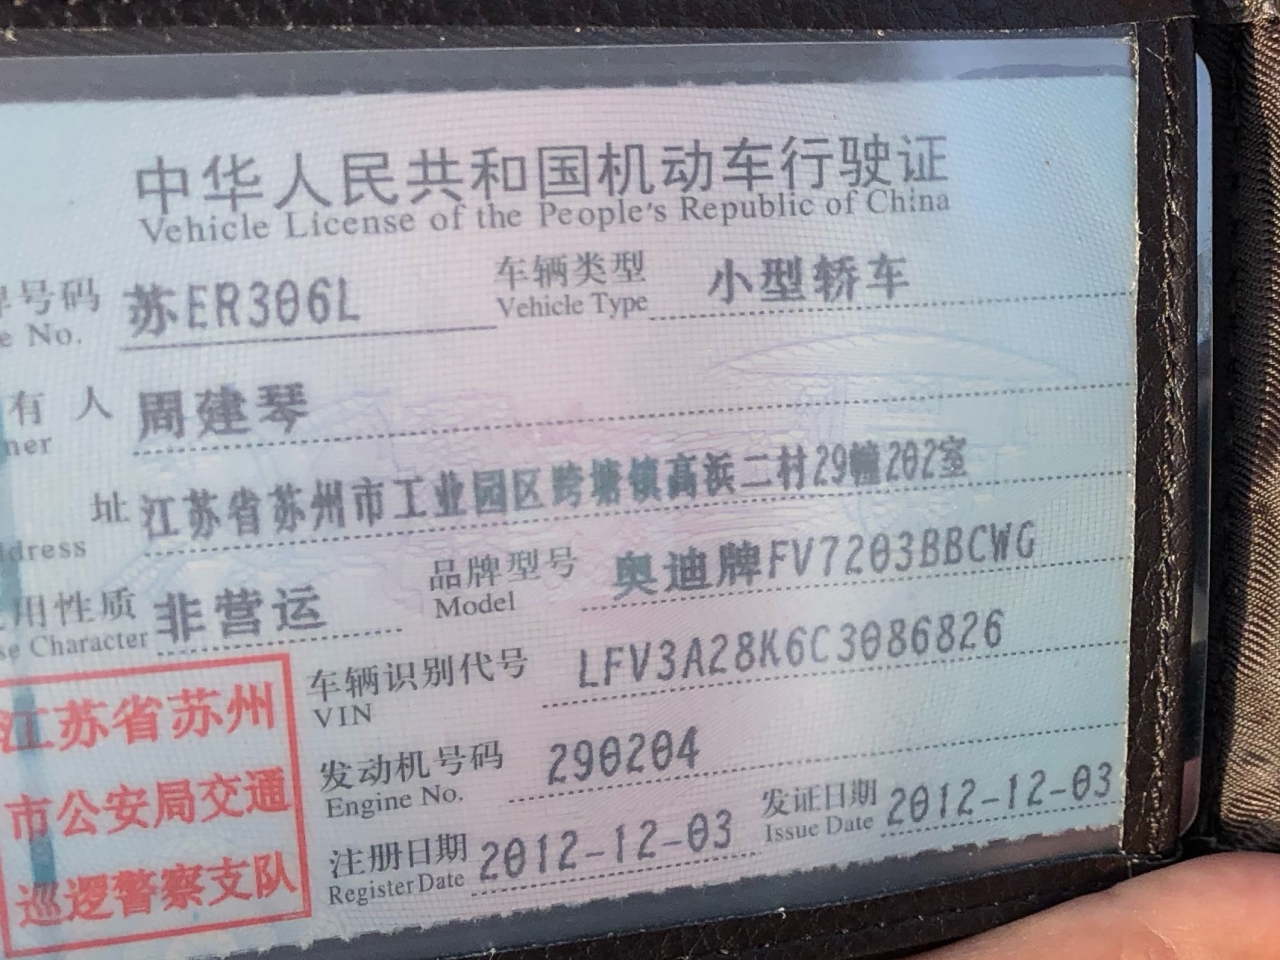 中华人民共和国机动车行驶证
Vehicle License of the People's Republic of China
号码 苏ER306L 车辆类型 小型轿车
e No. Vehicle Type
有 人 周建琴
ner
址 江苏省苏州市工业园区跨塘镇高浜二村29幢202室
ddress
用性质 非营运 品牌型号 奥迪牌FV7203BBCWG
se Character Model
车辆识别代号 LFV3A28K6C3086826
VIN
发动机号码 290204
Engine No.
注册日期 2012-12-03 发证日期 2012-12-03
Register Date Issue Date
江苏省苏州
市公安局交通
巡逻警察支队